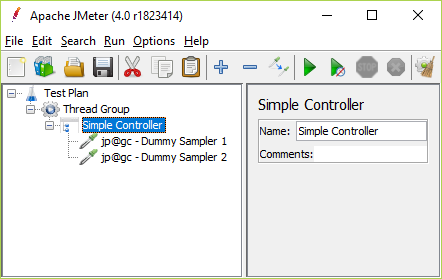 Apache JMeter (4.0 r1823414)
File Edit Search Run Options Help
STOP
Test Plan
Thread Group
Simple Controller
jp@gc - Dummy Sampler 1
jp@gc - Dummy Sampler 2
Simple Controller
Name: Simple Controller
Comments: